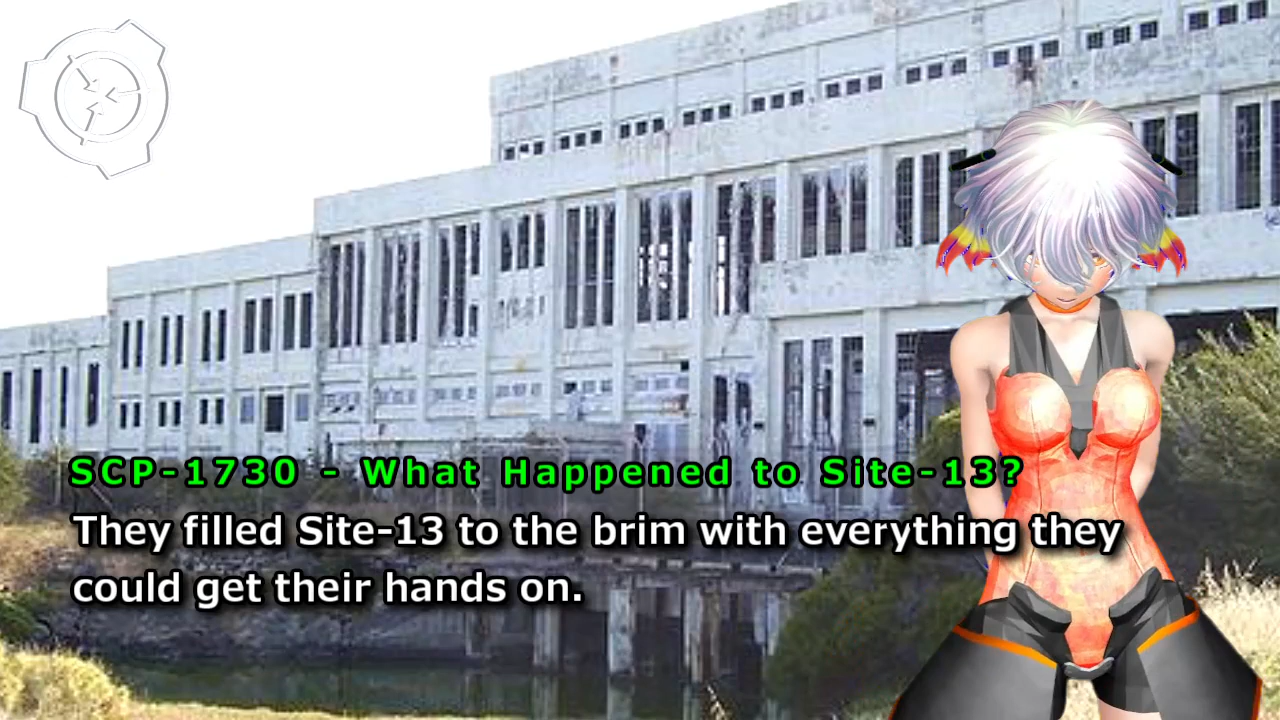 SCP-1730 - What Happened to Site-13?
They filled Site-13 to the brim with everything they
could get their hands on.